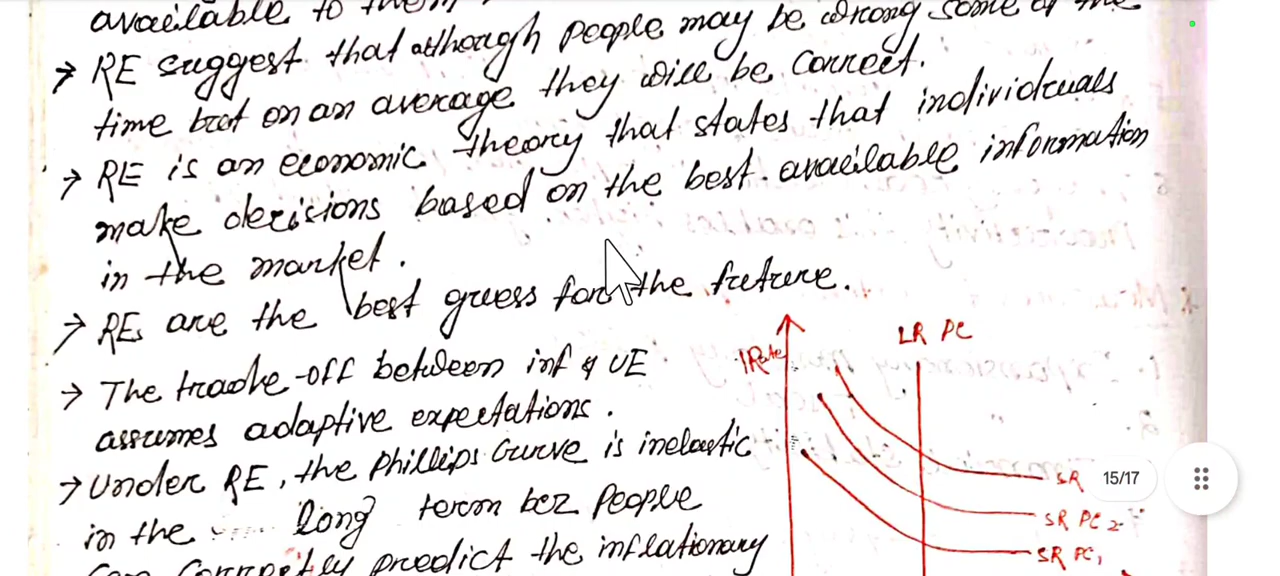 available to them
→ RE suggest that although people may be wrong some of the
time but on an average they will be correct.
→ RE is an economic theory that states that individuals
make decisions based on the best available information
in the market.
→ REs are the best guess for the future.
→ The trade-off between inf & UE
assumes adaptive expectations.
→ Under RE, the Phillips Curve is inelastic
in the long term bcz People
can correctly predict the inflationary
IRate
LR PC
SR
SR PC2
SR PC1
15/17